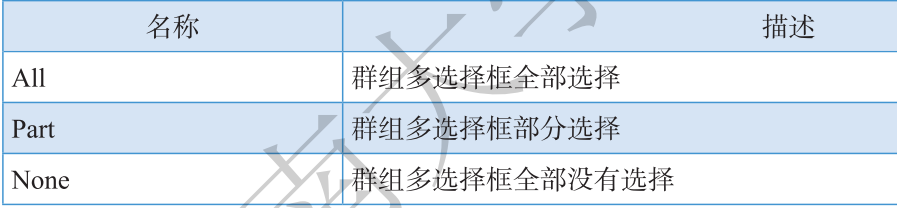 名称 描述
All 群组多选择框全部选择
Part 群组多选择框部分选择
None 群组多选择框全部没有选择